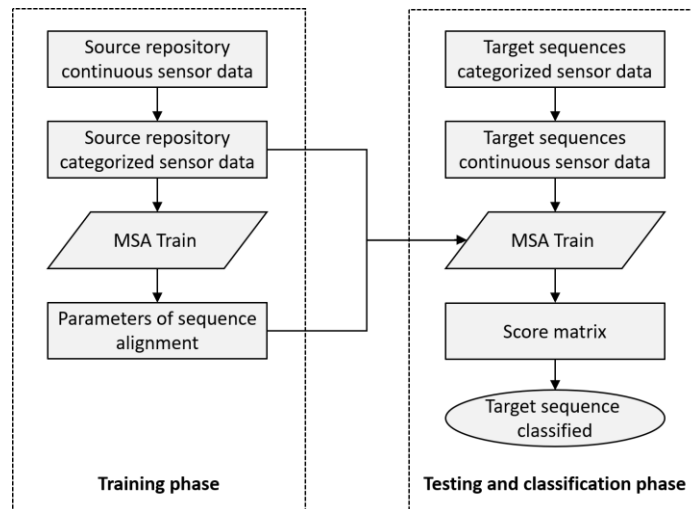 Source repository
continuous sensor data
Source repository
categorized sensor data
MSA Train
Parameters of sequence
alignment
Training phase
Target sequences
categorized sensor data
Target sequences
continuous sensor data
MSA Train
Score matrix
Target sequence
classified
Testing and classification phase